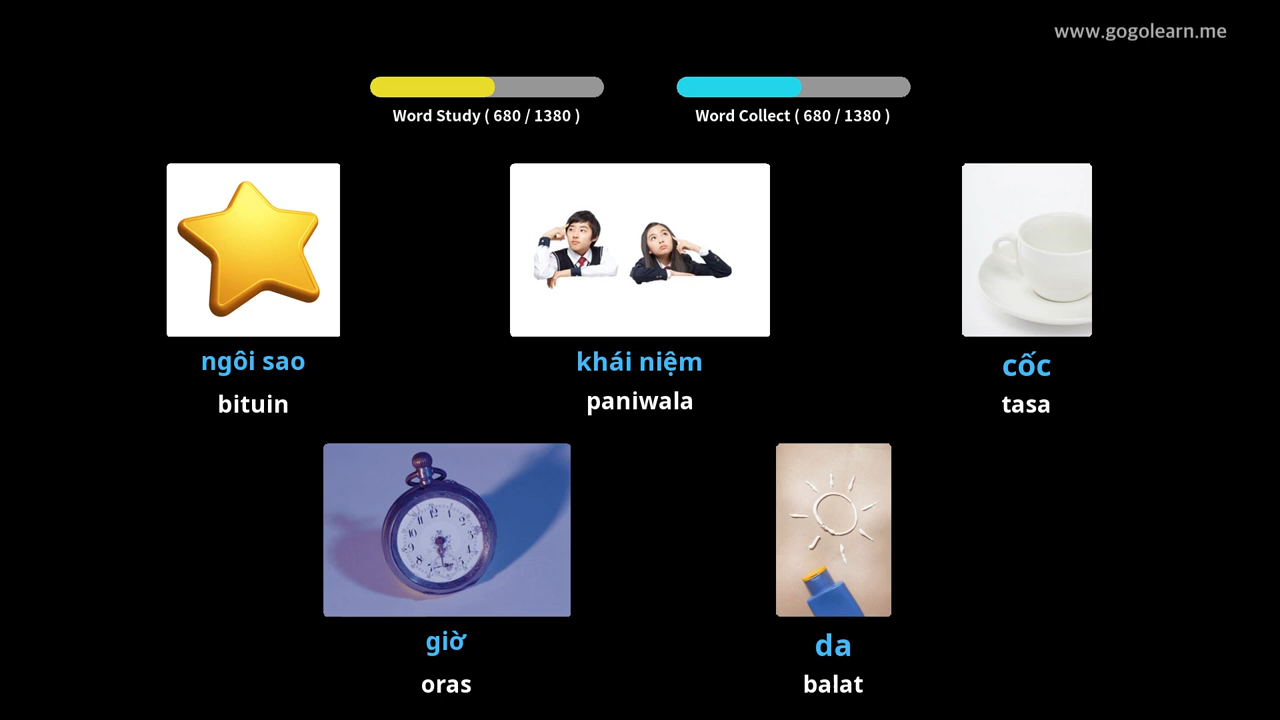 www.gogolearn.me
Word Study ( 680 / 1380 )
Word Collect ( 680 / 1380 )
ngôi sao
bituin
khái niệm
paniwala
cốc
tasa
giờ
oras
da
balat